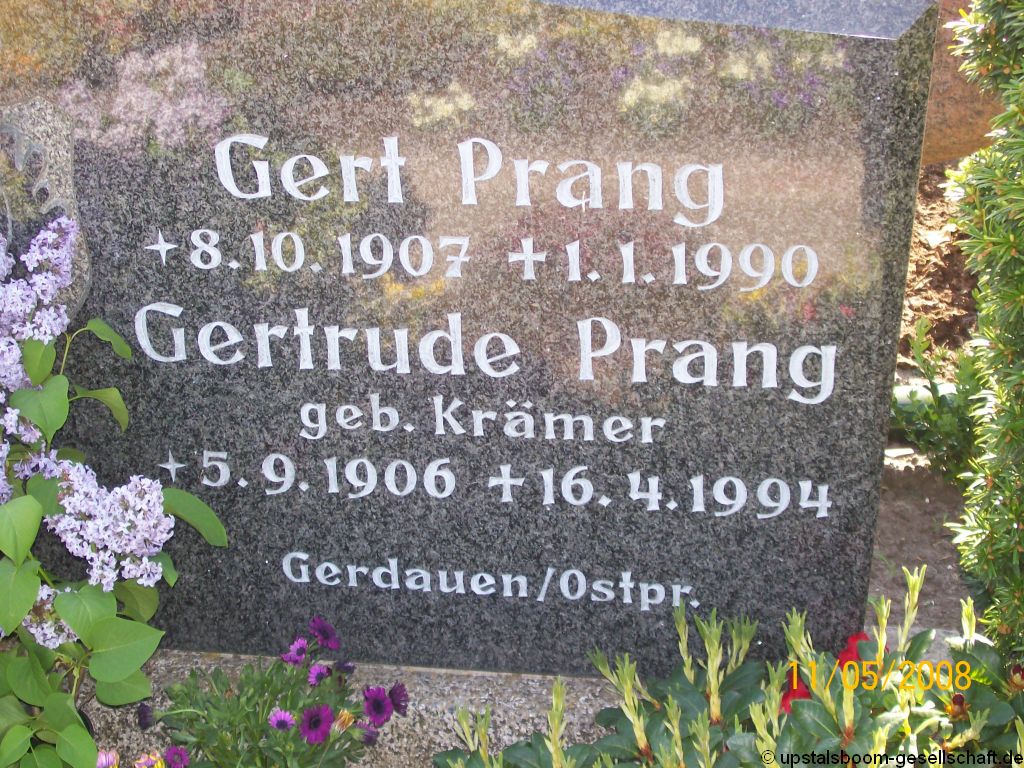 Gert Prang
✦ 8. 10. 1907 ✝ 1. 1. 1990
Gertrude Prang
geb. Krämer
✦ 5. 9. 1906 ✝ 16. 4. 1994
Gerdauen/Ostpr.
11/05/2008
© upstalsboom-gesellschaft.de